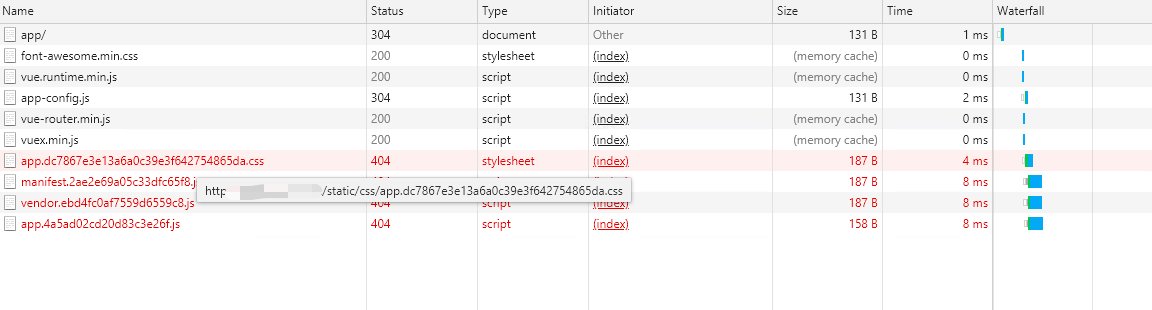 Name Status Type Initiator Size Time Waterfall
app/ 304 document Other 131 B 1 ms
font-awesome.min.css 200 stylesheet (index) (memory cache) 0 ms
vue.runtime.min.js 200 script (index) (memory cache) 0 ms
app-config.js 304 script (index) 131 B 2 ms
vue-router.min.js 200 script (index) (memory cache) 0 ms
vuex.min.js 200 script (index) (memory cache) 0 ms
app.dc7867e3e13a6a0c39e3f642754865da.css 404 stylesheet (index) 187 B 4 ms
manifest.2ae2e69a05c33dfc65f8.js 404 script (index) 187 B 8 ms
http /static/css/app.dc7867e3e13a6a0c39e3f642754865da.css
vendor.ebd4fc0af7559d6559c8.js 404 script (index) 187 B 8 ms
app.4a5ad02cd20d83c3e26f.js 404 script (index) 158 B 8 ms